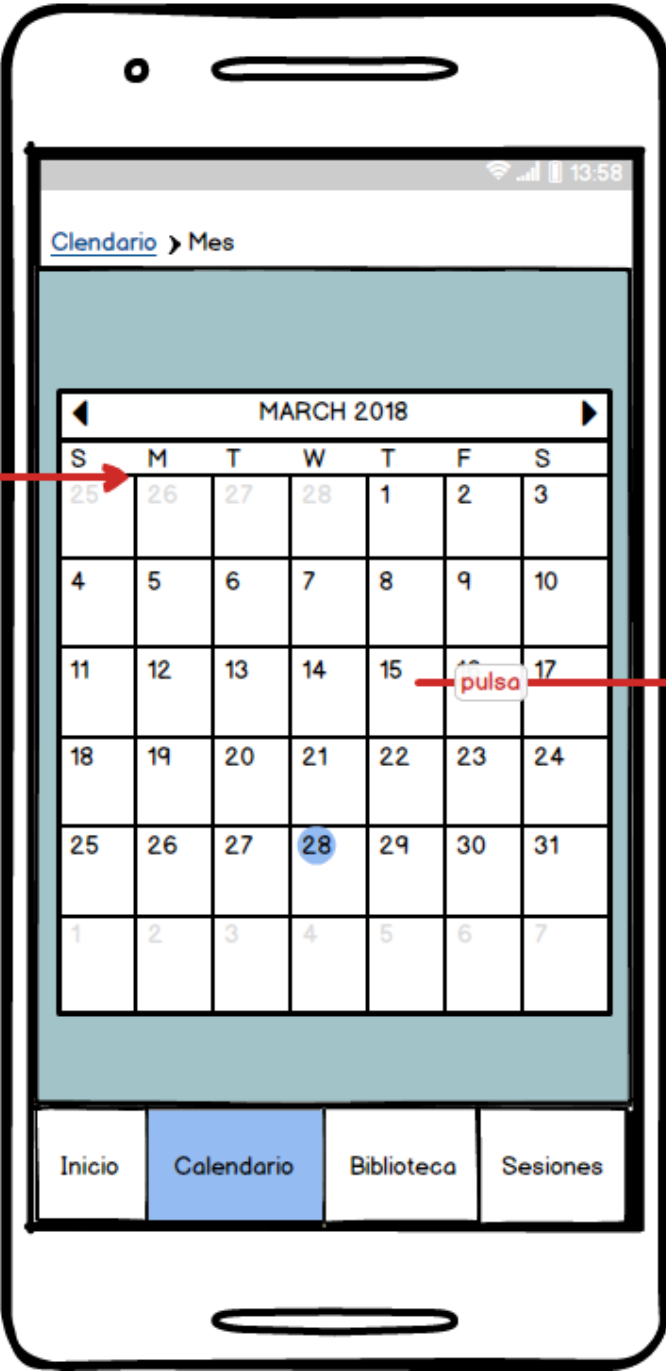 13:58
Clendario > Mes
MARCH 2018
S M T W T F S
25 26 27 28 1 2 3
4 5 6 7 8 9 10
11 12 13 14 15 pulsa 17
18 19 20 21 22 23 24
25 26 27 28 29 30 31
1 2 3 4 5 6 7
Inicio Calendario Biblioteca Sesiones